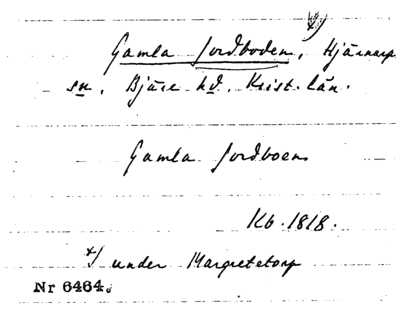 Gamla Jordboden, x) Hjärnarp
sn, Bjäre hd. Krist. län.
Gamla Jordboen
Kb. 1818.
x/ under Margretetorp
Nr 6464.